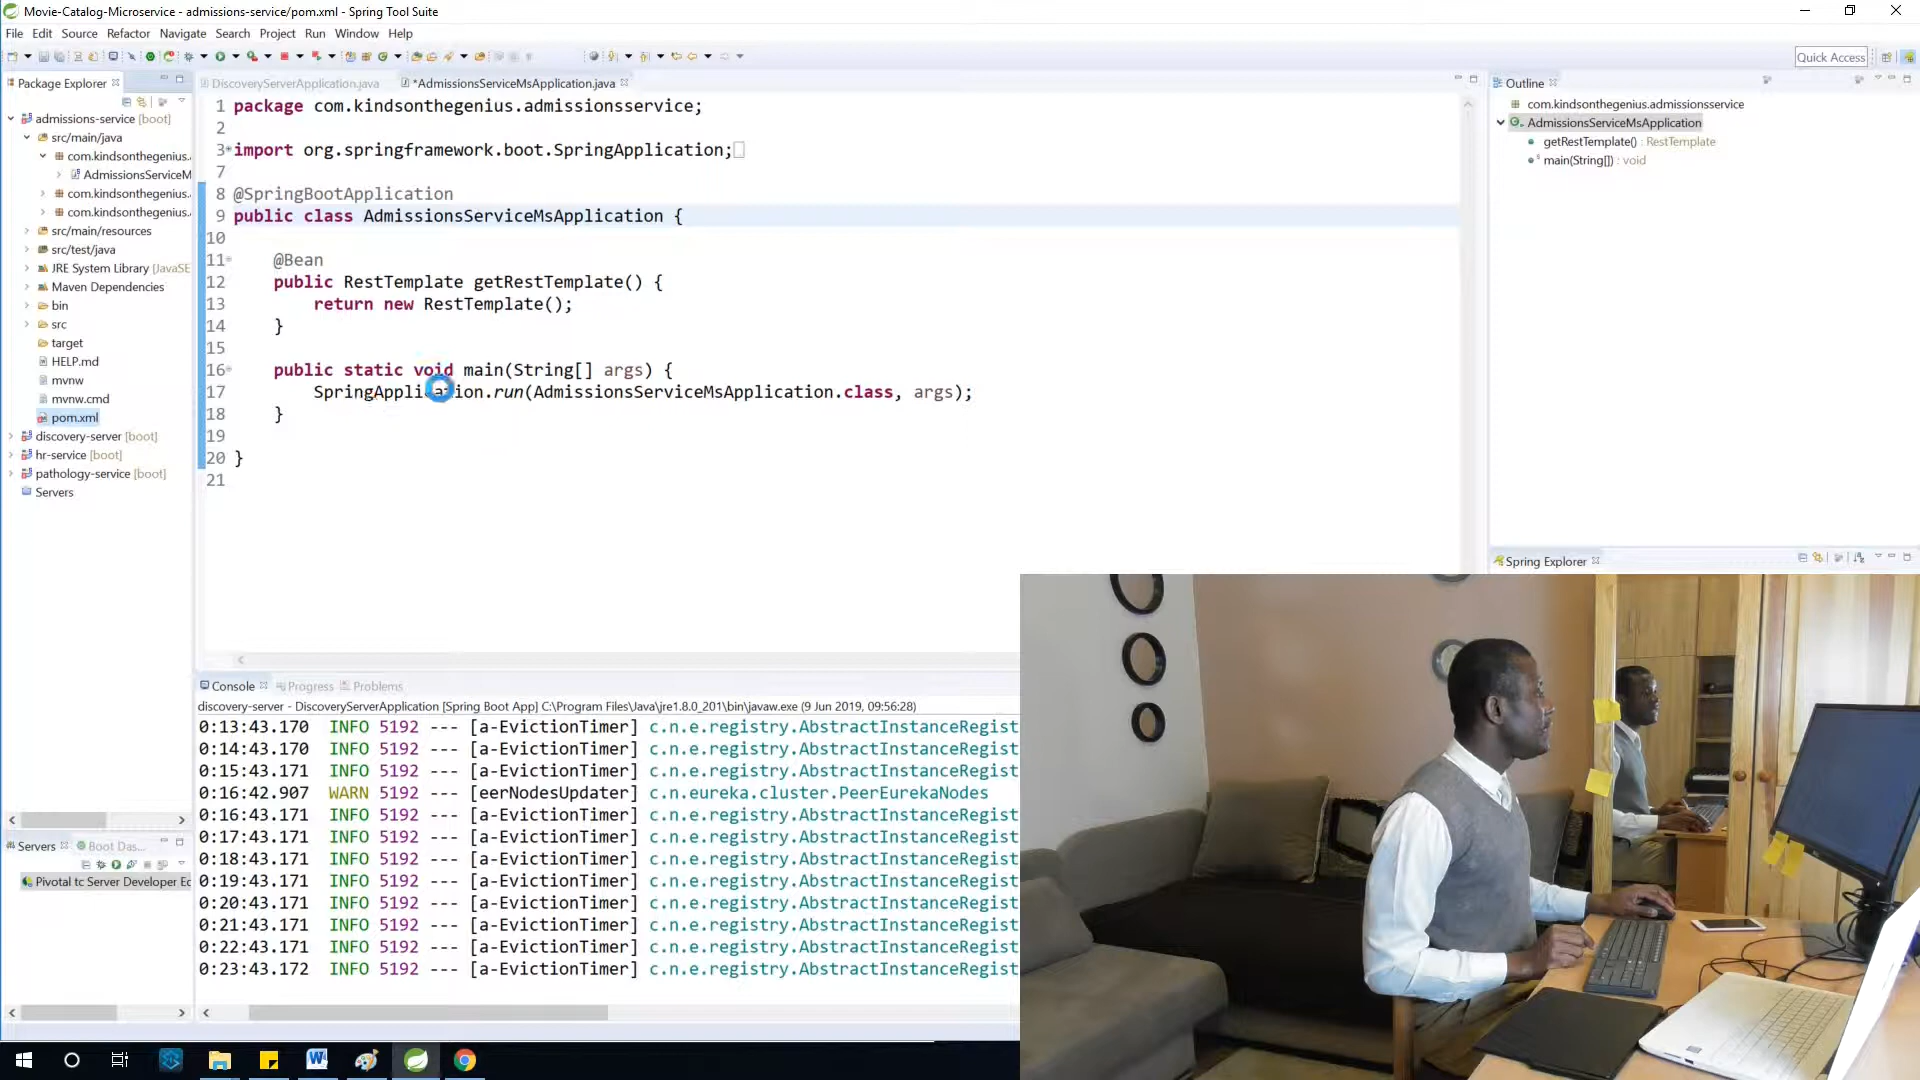 Movie-Catalog-Microservice - admissions-service/pom.xml - Spring Tool Suite
File Edit Source Refactor Navigate Search Project Run Window Help
Quick Access
Package Explorer
DiscoveryServerApplication.java
*AdmissionsServiceMsApplication.java
Outline
admissions-service [boot]
src/main/java
com.kindsonthegenius.
AdmissionsServiceM
com.kindsonthegenius.
com.kindsonthegenius.
src/main/resources
src/test/java
JRE System Library [JavaSE
Maven Dependencies
bin
src
target
HELP.md
mvnw
mvnw.cmd
pom.xml
discovery-server [boot]
hr-service [boot]
pathology-service [boot]
Servers
1 package com.kindsonthegenius.admissionsservice;
2
3 import org.springframework.boot.SpringApplication;
7
8 @SpringBootApplication
9 public class AdmissionsServiceMsApplication {
10
11 @Bean
12 public RestTemplate getRestTemplate() {
13 return new RestTemplate();
14 }
15
16 public static void main(String[] args) {
17 SpringApplication.run(AdmissionsServiceMsApplication.class, args);
18 }
19
20 }
21
com.kindsonthegenius.admissionsservice
AdmissionsServiceMsApplication
getRestTemplate() : RestTemplate
main(String[]) : void
Spring Explorer
Servers
Boot Das...
Pivotal tc Server Developer Ed
Console Progress Problems
discovery-server - DiscoveryServerApplication [Spring Boot App] C:\Program Files\Java\jre1.8.0_201\bin\javaw.exe (9 Jun 2019, 09:56:28)
0:13:43.170 INFO 5192 --- [a-EvictionTimer] c.n.e.registry.AbstractInstanceRegist
0:14:43.170 INFO 5192 --- [a-EvictionTimer] c.n.e.registry.AbstractInstanceRegist
0:15:43.171 INFO 5192 --- [a-EvictionTimer] c.n.e.registry.AbstractInstanceRegist
0:16:42.907 WARN 5192 --- [eerNodesUpdater] c.n.eureka.cluster.PeerEurekaNodes
0:16:43.171 INFO 5192 --- [a-EvictionTimer] c.n.e.registry.AbstractInstanceRegist
0:17:43.171 INFO 5192 --- [a-EvictionTimer] c.n.e.registry.AbstractInstanceRegist
0:18:43.171 INFO 5192 --- [a-EvictionTimer] c.n.e.registry.AbstractInstanceRegist
0:19:43.171 INFO 5192 --- [a-EvictionTimer] c.n.e.registry.AbstractInstanceRegist
0:20:43.171 INFO 5192 --- [a-EvictionTimer] c.n.e.registry.AbstractInstanceRegist
0:21:43.171 INFO 5192 --- [a-EvictionTimer] c.n.e.registry.AbstractInstanceRegist
0:22:43.171 INFO 5192 --- [a-EvictionTimer] c.n.e.registry.AbstractInstanceRegist
0:23:43.172 INFO 5192 --- [a-EvictionTimer] c.n.e.registry.AbstractInstanceRegist